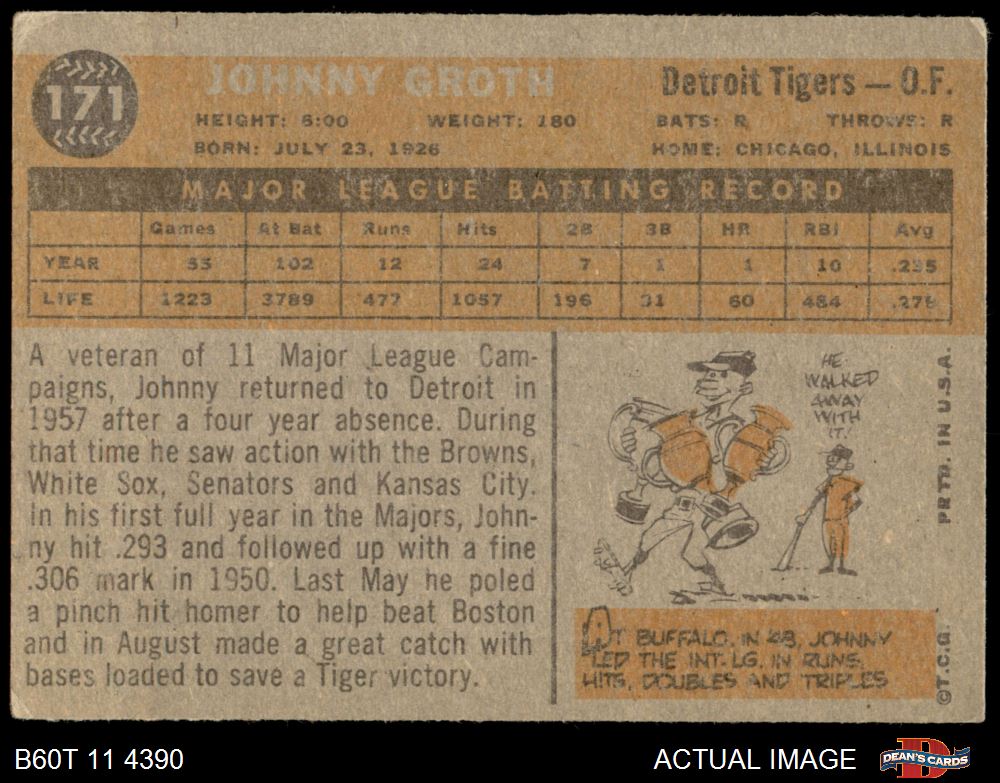 171
JOHNNY GROTH
Detroit Tigers — O.F.
HEIGHT: 6:00 WEIGHT: 180 BATS: R THROWS: R
BORN: JULY 23, 1926 HOME: CHICAGO, ILLINOIS
MAJOR LEAGUE BATTING RECORD
Games At Bat Runs Hits 2B 3B HR RBI Avg
YEAR 55 102 12 24 7 1 1 10 .235
LIFE 1223 3789 477 1057 196 31 60 484 .279
A veteran of 11 Major League Cam-
paigns, Johnny returned to Detroit in
1957 after a four year absence. During
that time he saw action with the Browns,
White Sox, Senators and Kansas City.
In his first full year in the Majors, John-
ny hit .293 and followed up with a fine
.306 mark in 1950. Last May he poled
a pinch hit homer to help beat Boston
and in August made a great catch with
bases loaded to save a Tiger victory.
HE
WALKED
AWAY
WITH
IT!
AT BUFFALO, IN '48, JOHNNY
LED THE INT. LG. IN RUNS,
HITS, DOUBLES AND TRIPLES
©T.C.G. PRTD. IN U.S.A.
B60T 11 4390
ACTUAL IMAGE
DEAN'S CARDS